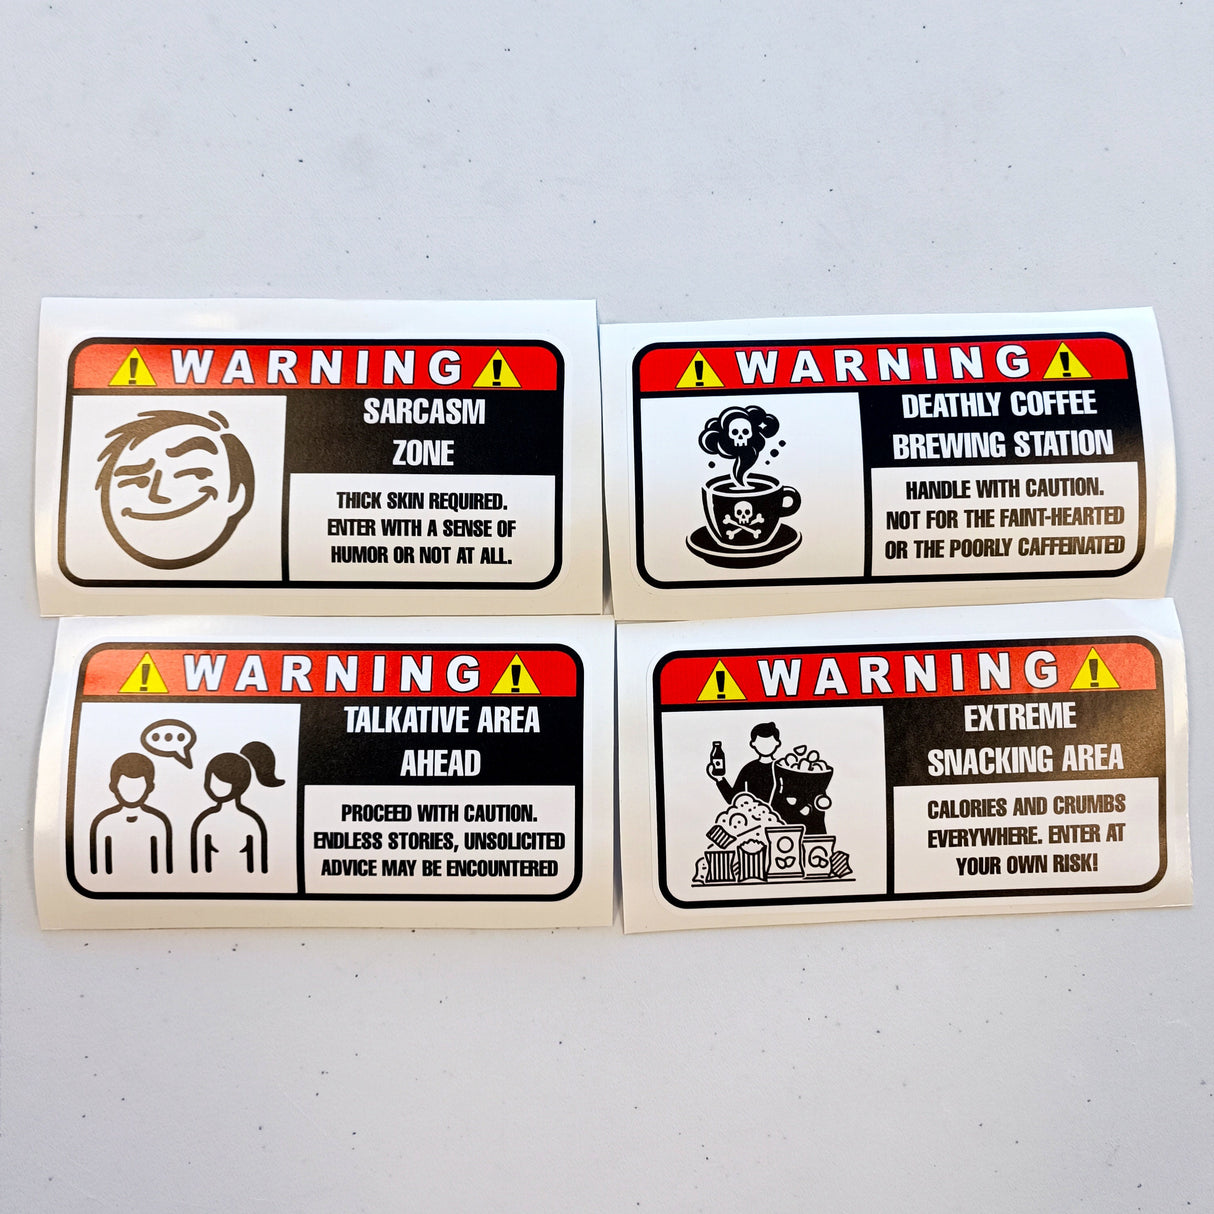 WARNING
SARCASM
ZONE
THICK SKIN REQUIRED.
ENTER WITH A SENSE OF
HUMOR OR NOT AT ALL.
WARNING
DEATHLY COFFEE
BREWING STATION
HANDLE WITH CAUTION.
NOT FOR THE FAINT-HEARTED
OR THE POORLY CAFFEINATED
WARNING
TALKATIVE AREA
AHEAD
PROCEED WITH CAUTION.
ENDLESS STORIES, UNSOLICITED
ADVICE MAY BE ENCOUNTERED
WARNING
EXTREME
SNACKING AREA
CALORIES AND CRUMBS
EVERYWHERE. ENTER AT
YOUR OWN RISK!